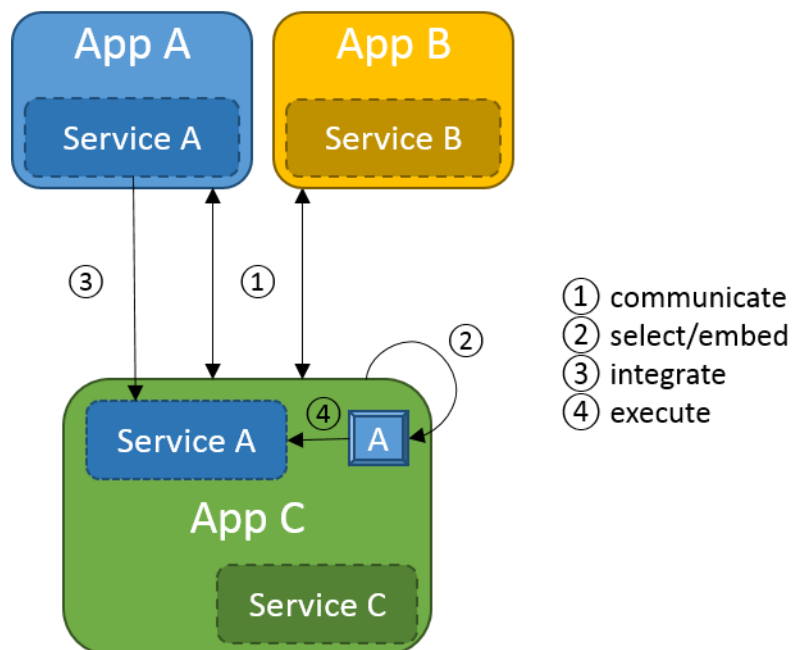 App A
App B
Service A
Service B
③
①
① communicate
② select/embed
③ integrate
④ execute
②
④
Service A
A
App C
Service C